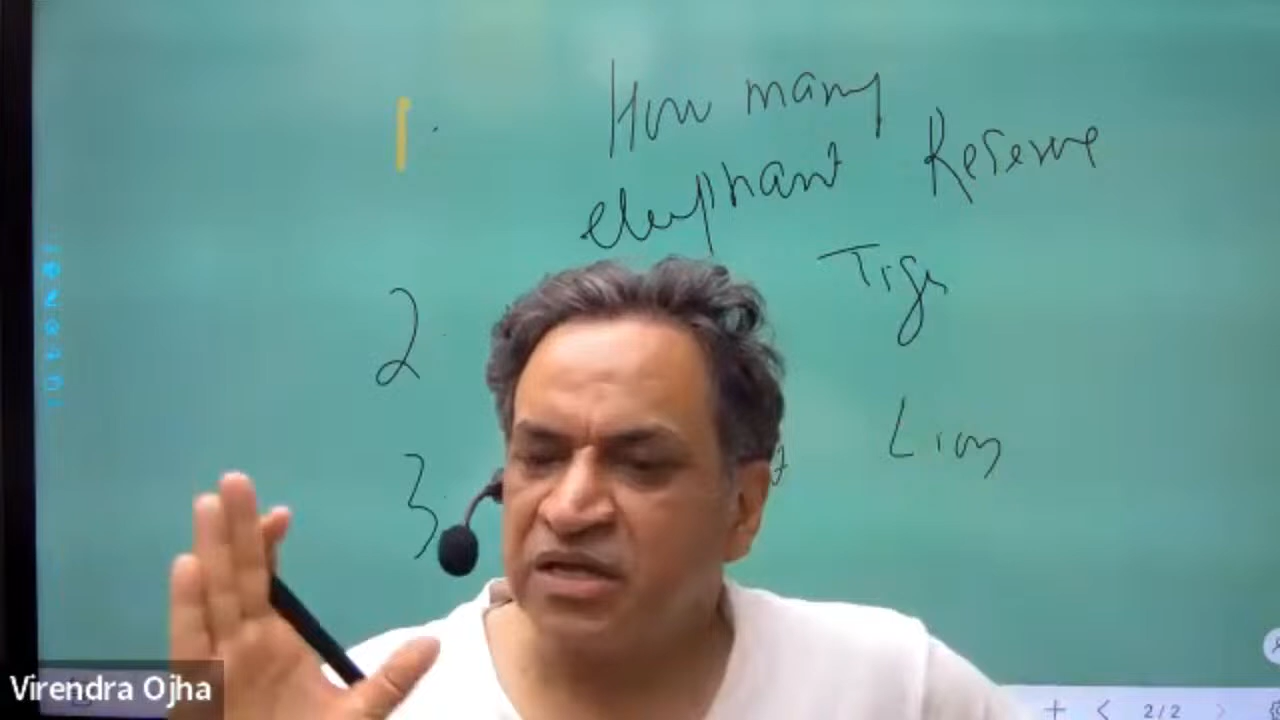 1.
How many
elephant Reserve
2
Tiger
3
Lion
Virendra Ojha
2/2